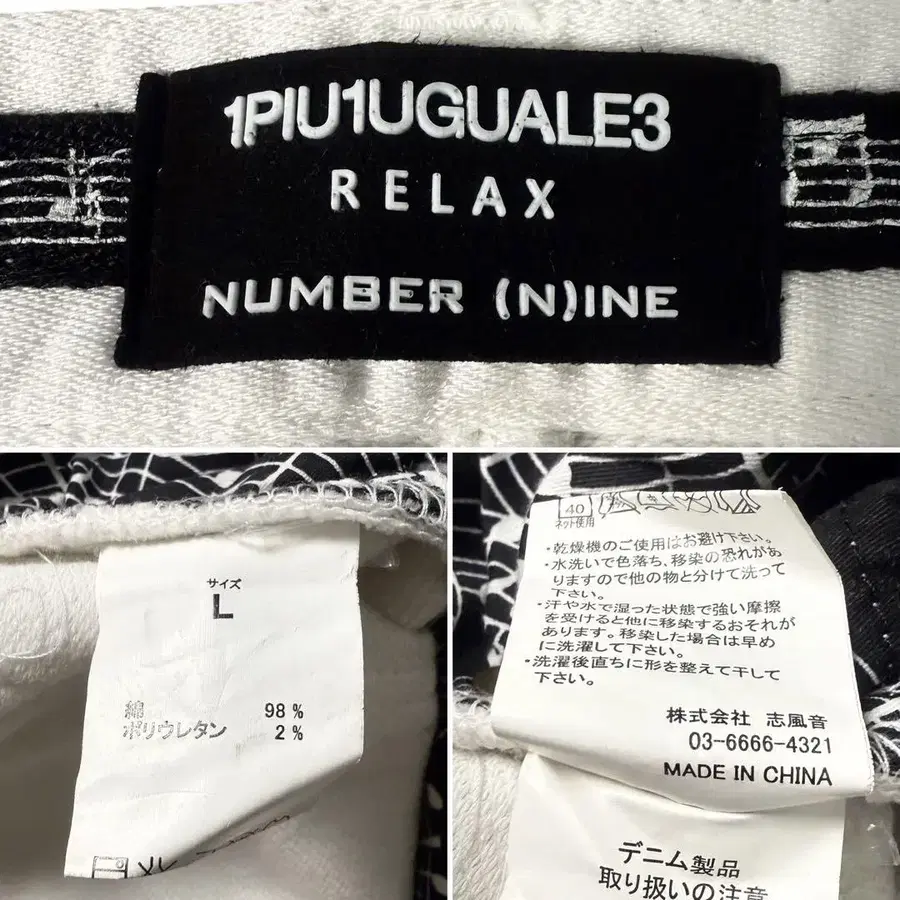 1PIU1UGUALE3
RELAX
NUMBER (N)INE
サイズ
L
綿 98%
ポリウレタン 2%
40
ネット使用
・乾燥機のご使用はお避け下さい。
・水洗いで色落ち、移染の恐れがあ
りますので他の物と分けて洗って
下さい。
・汗や水で湿った状態で強い摩擦
を受けると他に移染するおそれが
あります。移染した場合は早め
に洗濯して下さい。
・洗濯後直ちに形を整えて干して
下さい。
株式会社 志風音
03-6666-4321
MADE IN CHINA
デニム製品
取り扱いの注意